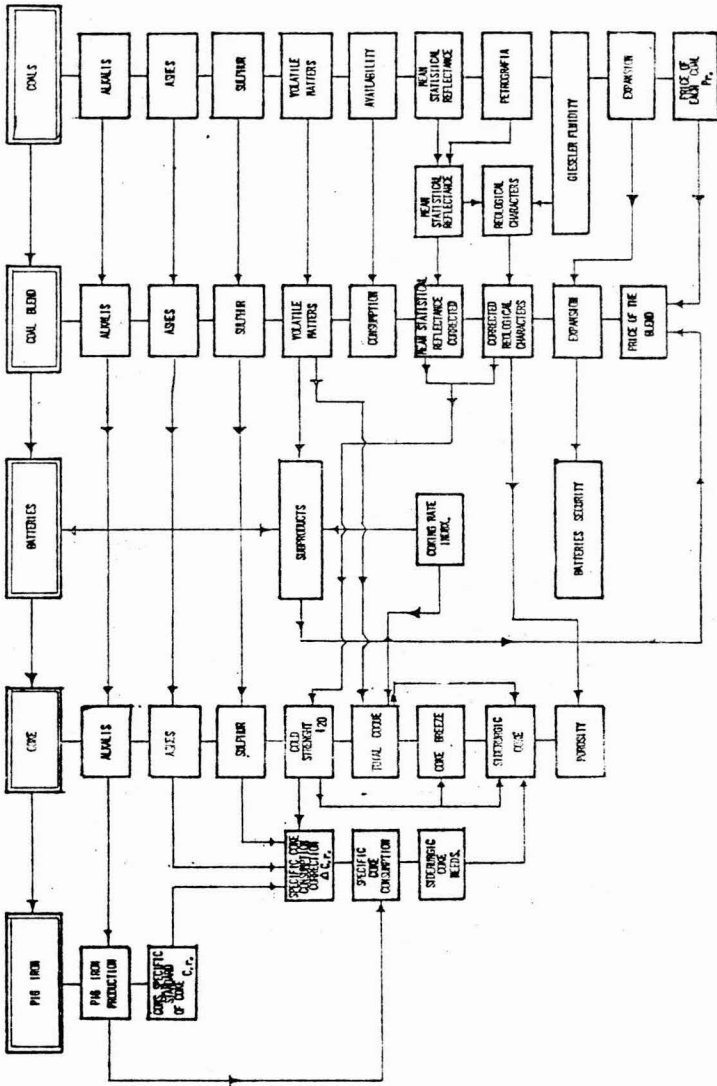 PIG IRON
COKE
BATTERIES
COAL BLEND
COALS
PIG IRON
PRODUCTION
ALKALIS
ALKALIS
ALKALIS
CONS SPECIFIC
STANDARD
OF COKE C.r.
ASHES
ASHES
ASHES
SULPHUR
SULPHUR
SULPHUR
SPECIFIC COKE
CONSUMPTION
CORRECTION
Δ C.r.
COLD
STRENGHT
I20
SUBPRODUCTS
VOLATILE
MATTERS
VOLATILE
MATTERS
SPECIFIC COKE
CONSUMPTION
TOTAL
CONSUMPTION
AVAILABILITY
SIDERURGIC
COKE
NEEDS.
COKE BREEZE
COKING RATE
INDEX.
MEAN STATISTICAL
REFLECTANCE
CORRECTED
MEAN
STATISTICAL
REFLECTANCE
MEAN
STATISTICAL
REFLECTANCE
SIDERURGIC
COKE
CORRECTED
REOLOGICAL
CHARACTERS
REOLOGICAL
CHARACTERS
PETROGRAFIA
GIESELER FLUIDITY
POROSITY
BATTERIES SECURITY
EXPANSION
EXPANSION
PRICE OF THE
BLEND
PRICE OF
EACH COAL
Pr.